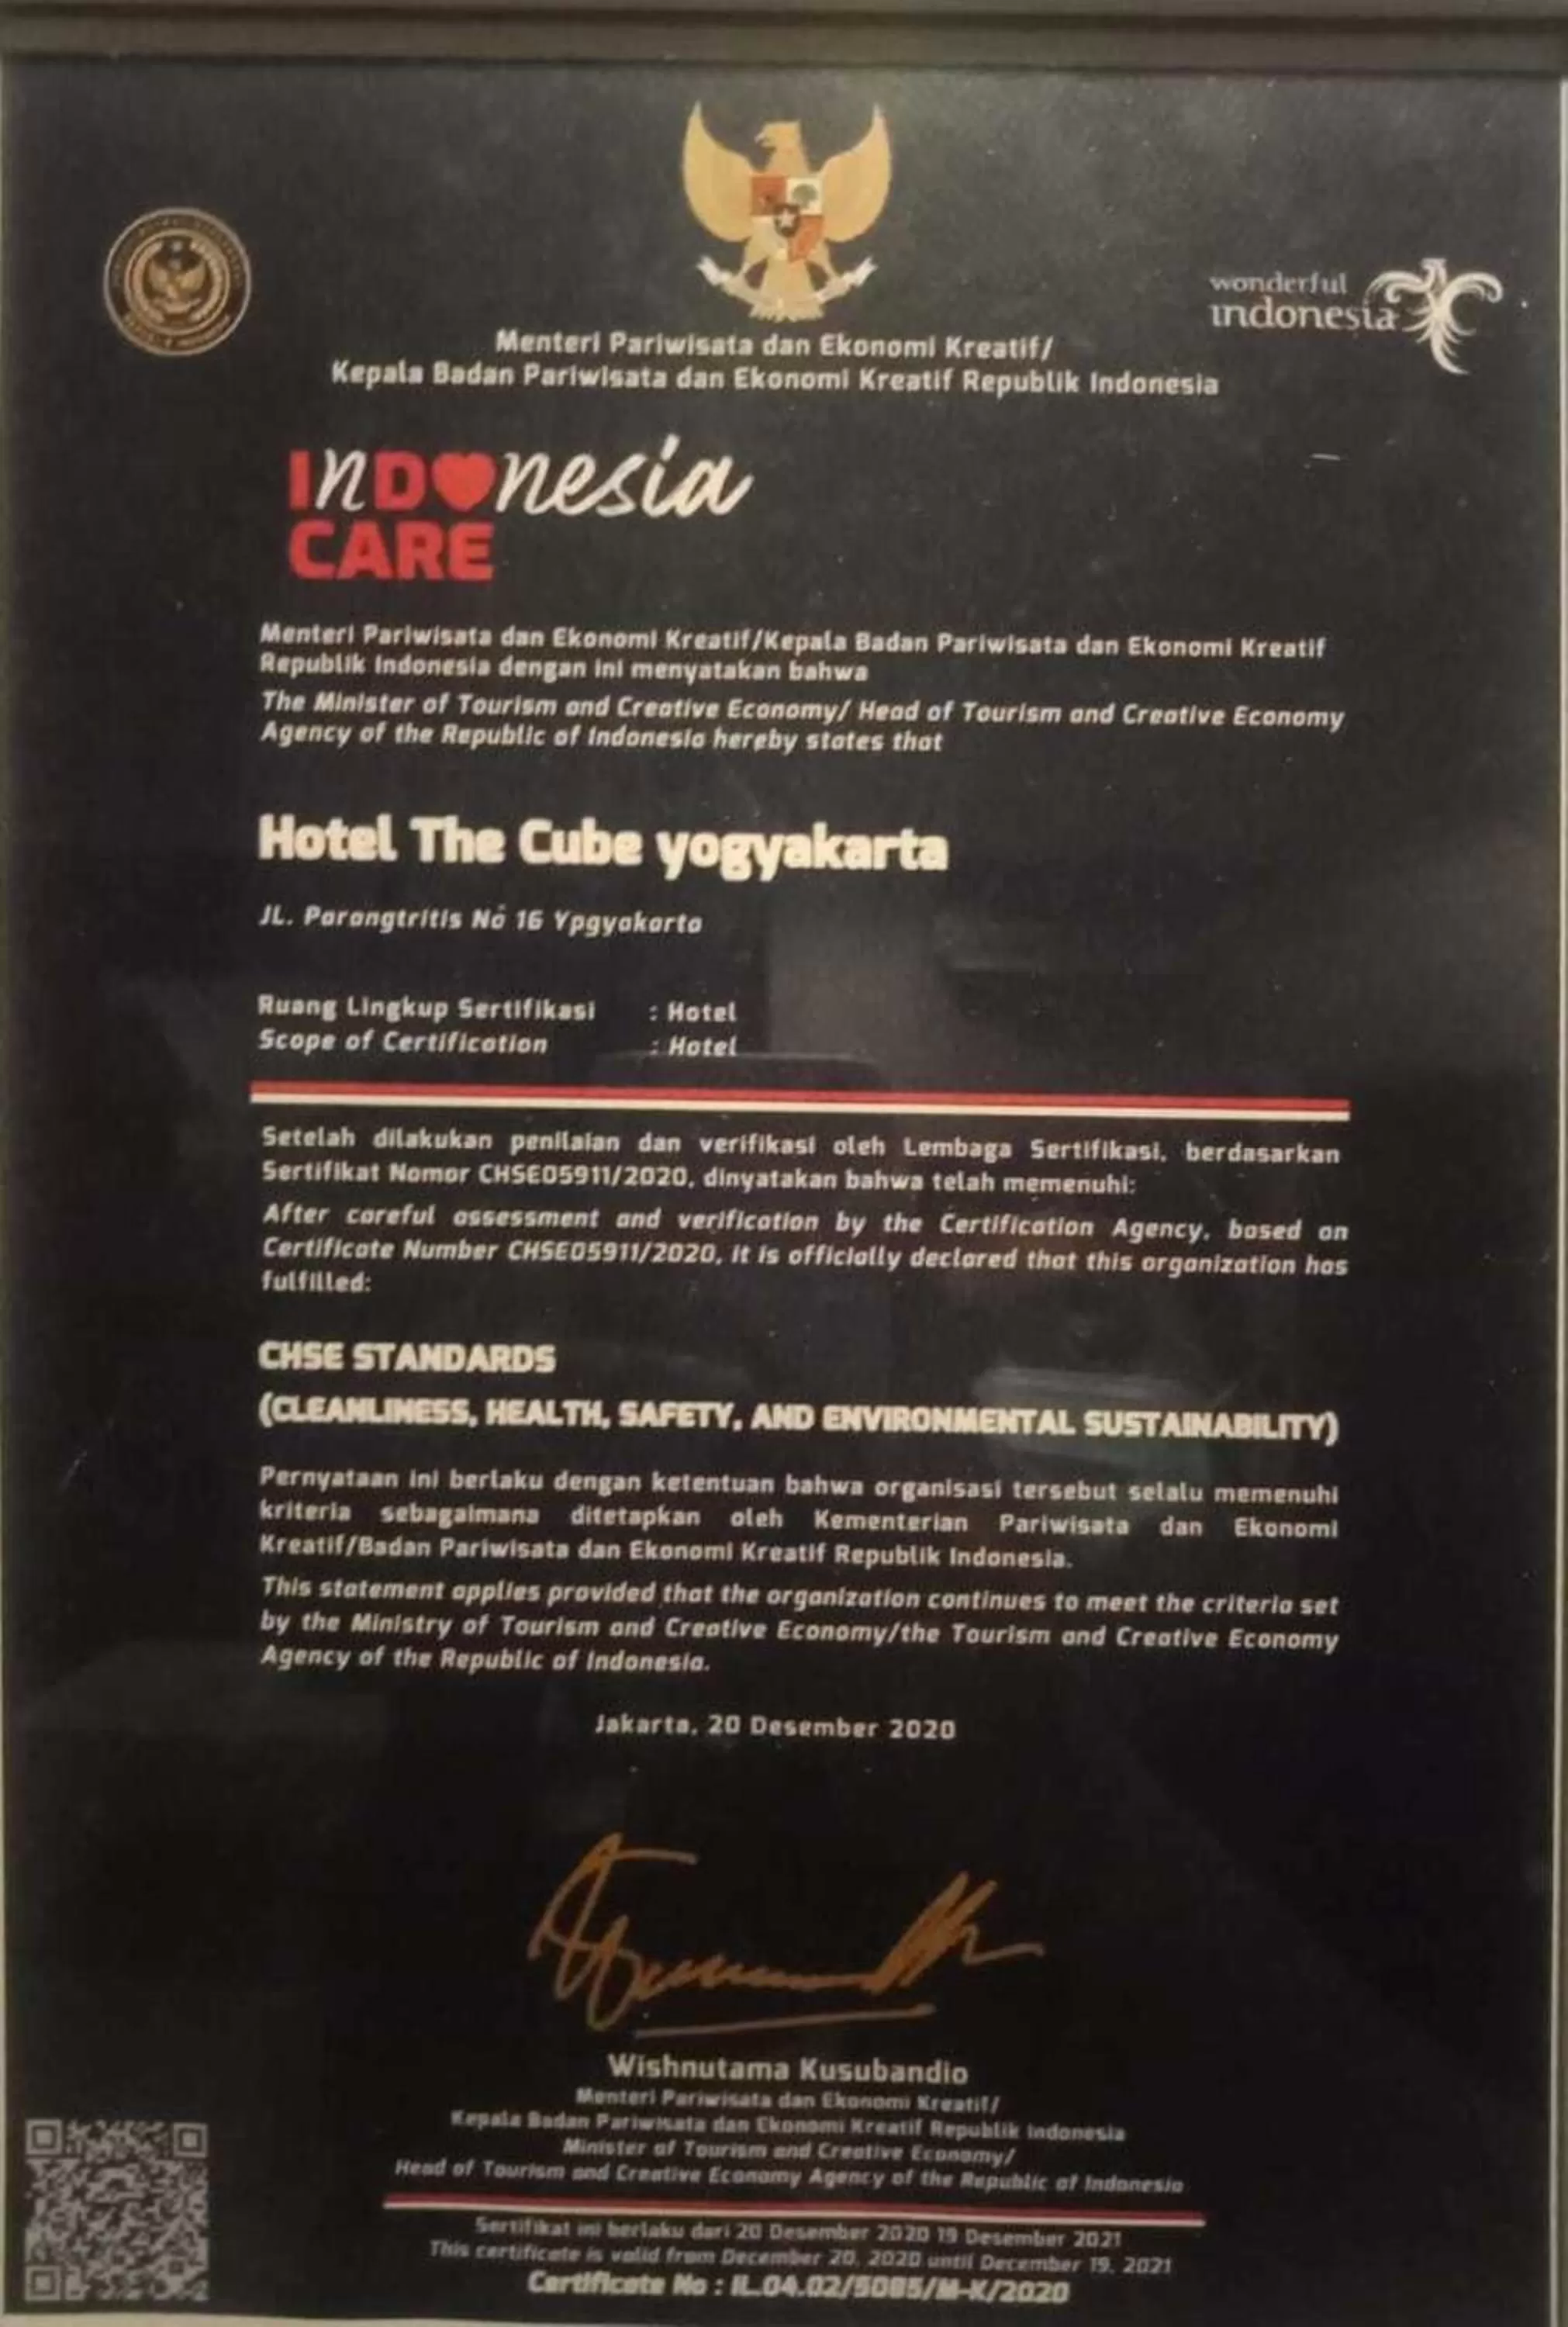 wonderful
indonesia
Menteri Pariwisata dan Ekonomi Kreatif/
Kepala Badan Pariwisata dan Ekonomi Kreatif Republik Indonesia
INDOnesia
CARE
Menteri Pariwisata dan Ekonomi Kreatif/Kepala Badan Pariwisata dan Ekonomi Kreatif
Republik Indonesia dengan ini menyatakan bahwa
The Minister of Tourism and Creative Economy/ Head of Tourism and Creative Economy
Agency of the Republic of Indonesia hereby states that
Hotel The Cube yogyakarta
JL. Parangtritis No 16 Ypgyakarta
Ruang Lingkup Sertifikasi : Hotel
Scope of Certification : Hotel
Setelah dilakukan penilaian dan verifikasi oleh Lembaga Sertifikasi, berdasarkan
Sertifikat Nomor CHSE05911/2020, dinyatakan bahwa telah memenuhi:
After careful assessment and verification by the Certification Agency, based on
Certificate Number CHSE05911/2020, it is officially declared that this organization has
fulfilled:
CHSE STANDARDS
(CLEANLINESS, HEALTH, SAFETY, AND ENVIRONMENTAL SUSTAINABILITY)
Pernyataan ini berlaku dengan ketentuan bahwa organisasi tersebut selalu memenuhi
kriteria sebagaimana ditetapkan oleh Kementerian Pariwisata dan Ekonomi
Kreatif/Badan Pariwisata dan Ekonomi Kreatif Republik Indonesia.
This statement applies provided that the organization continues to meet the criteria set
by the Ministry of Tourism and Creative Economy/the Tourism and Creative Economy
Agency of the Republic of Indonesia.
Jakarta, 20 Desember 2020
Wishnutama Kusubandio
Menteri Pariwisata dan Ekonomi Kreatif/
Kepala Badan Pariwisata dan Ekonomi Kreatif Republik Indonesia
Minister of Tourism and Creative Economy/
Head of Tourism and Creative Economy Agency of the Republic of Indonesia
Sertifikat ini berlaku dari 20 Desember 2020 19 Desember 2021
This certificate is valid from December 20, 2020 until December 19, 2021
Certificate No : IL.04.02/5085/M-K/2020